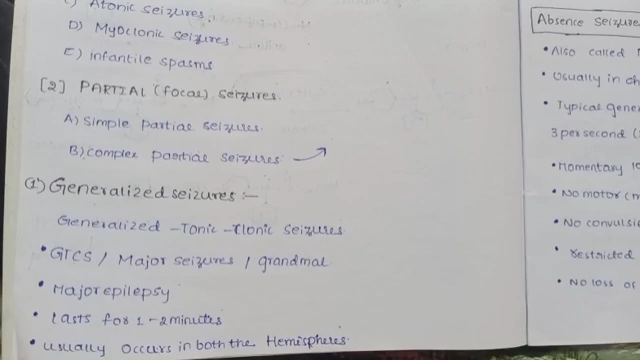 C) Atonic seizures.
D) Myoclonic seizures
E) infantile spasms
[2] PARTIAL (focal) seizures.
A) simple partial seizures.
B) complex partial seizures →
(1) Generalized seizures :-
Generalized - Tonic - Clonic seizures
• GTCS / Major seizures / grandmal
• Major epilepsy
• Lasts for 1-2 minutes
• usually occurs in both the Hemispheres
Absence seizure
• Also called
• Usually in ch
• Typical gene
3 per second (
• Momentary
• No motor (m
• No convulsi
• Restricted
• No loss of